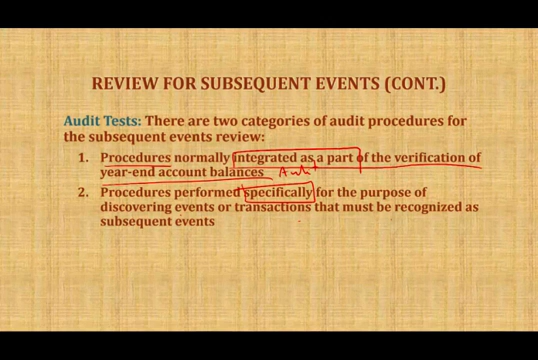 REVIEW FOR SUBSEQUENT EVENTS (CONT.)
Audit Tests: There are two categories of audit procedures for
the subsequent events review:
1. Procedures normally integrated as a part of the verification of
year-end account balances Audit
2. Procedures performed specifically for the purpose of
discovering events or transactions that must be recognized as
subsequent events